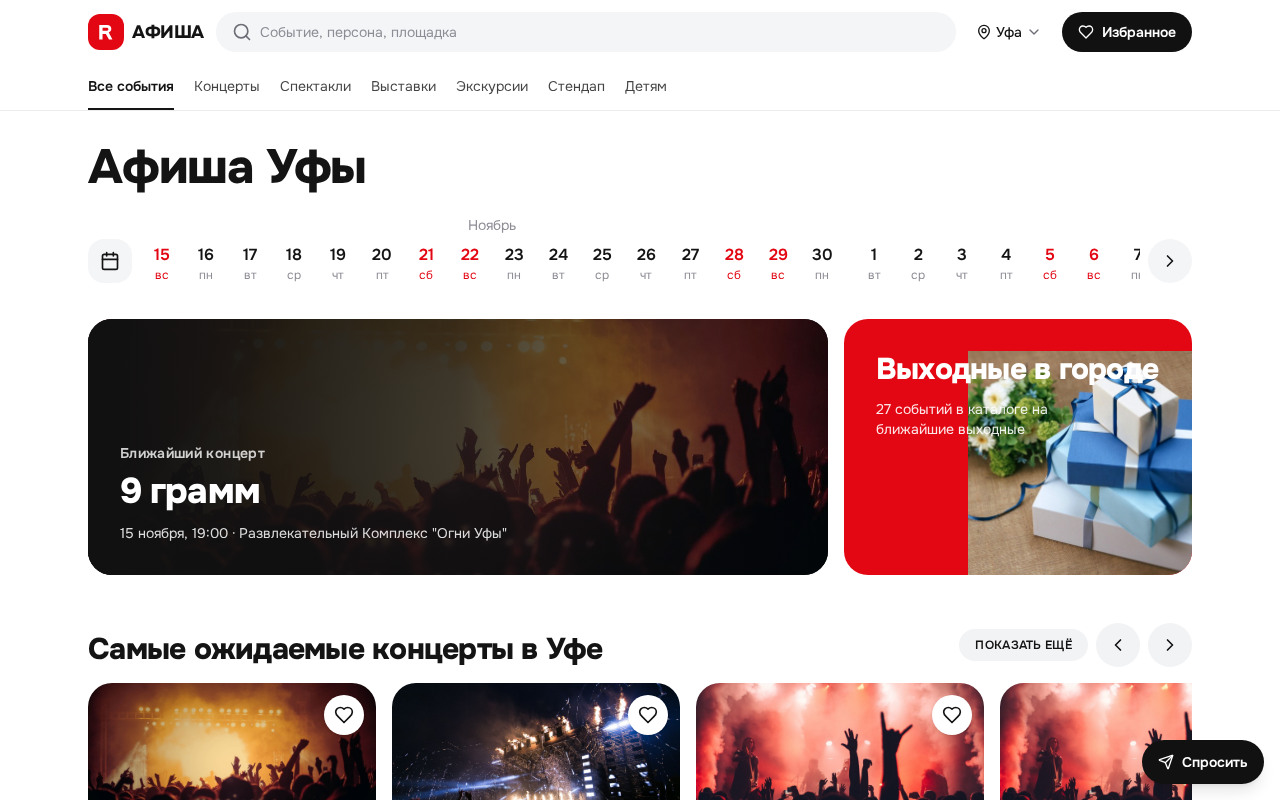 R АФИША
Событие, персона, площадка
Уфа
Избранное
Все события Концерты Спектакли Выставки Экскурсии Стендап Детям
Афиша Уфы
Ноябрь
15 16 17 18 19 20 21 22 23 24 25 26 27 28 29 30 1 2 3 4 5 6 7
вс пн вт ср чт пт сб вс пн вт ср чт пт сб вс пн вт ср чт пт сб вс
Ближайший концерт
9 грамм
15 ноября, 19:00 · Развлекательный Комплекс "Огни Уфы"
Выходные в городе
27 событий в каталоге на
ближайшие выходные
Самые ожидаемые концерты в Уфе
ПОКАЗАТЬ ЕЩЁ
Спросить